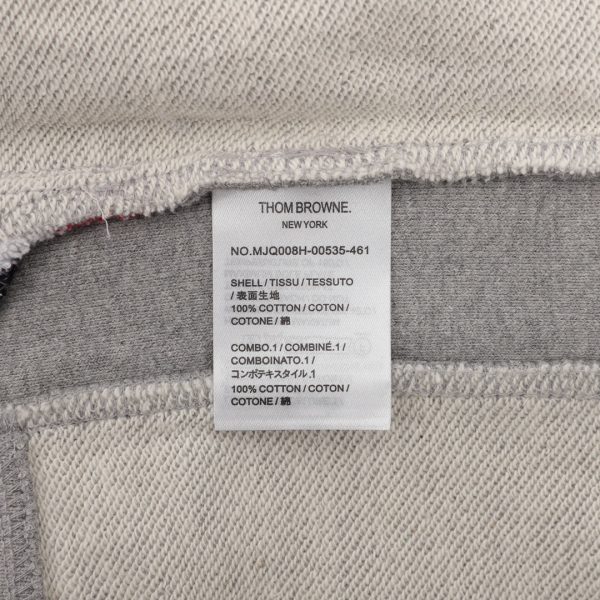 THOM BROWNE.
NEW YORK
NO.MJQ008H-00535-461
SHELL / TISSU / TESSUTO
/ 表面生地
100% COTTON / COTON /
COTONE / 綿
COMBO.1 / COMBINÉ.1 /
COMBOINATO.1 /
コンポテキスタイル .1
100% COTTON / COTON /
COTONE / 綿